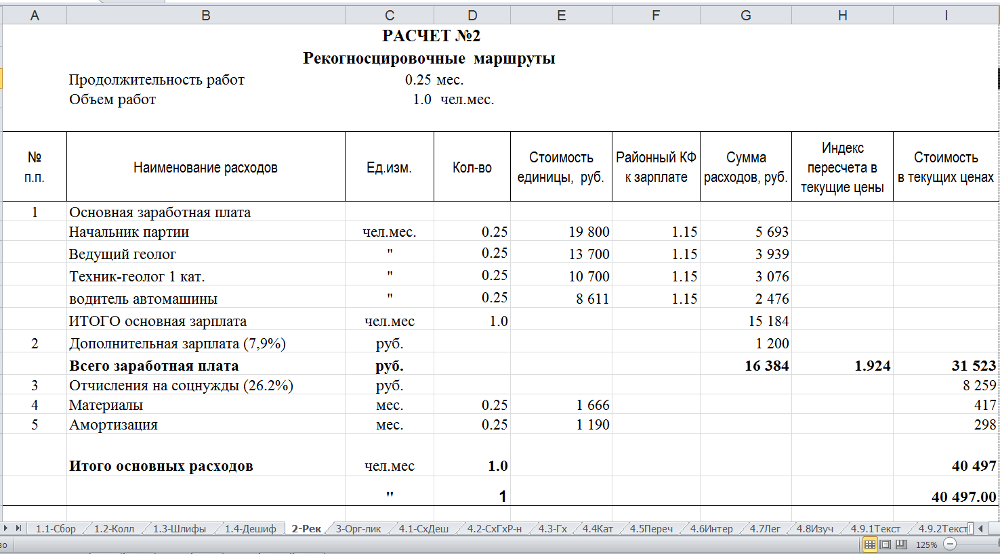 A B C D E F G H I
РАСЧЕТ №2
Рекогносцировочные маршруты
Продолжительность работ 0.25 мес.
Объем работ 1.0 чел.мес.
№ п.п. Наименование расходов Ед.изм. Кол-во Стоимость единицы, руб. Районный КФ к зарплате Сумма расходов, руб. Индекс пересчета в текущие цены Стоимость в текущих ценах
1 Основная заработная плата
Начальник партии чел.мес. 0.25 19 800 1.15 5 693
Ведущий геолог " 0.25 13 700 1.15 3 939
Техник-геолог 1 кат. " 0.25 10 700 1.15 3 076
водитель автомашины " 0.25 8 611 1.15 2 476
ИТОГО основная зарплата чел.мес 1.0 15 184
2 Дополнительная зарплата (7,9%) руб. 1 200
Всего заработная плата руб. 16 384 1.924 31 523
3 Отчисления на соцнужды (26.2%) руб. 8 259
4 Материалы мес. 0.25 1 666 417
5 Амортизация мес. 0.25 1 190 298
Итого основных расходов чел.мес 1.0 40 497
" 1 40 497.00
1.1-Сбор 1.2-Колл 1.3-Шлифы 1.4-Дешиф 2-Рек 3-Орг-лик 4.1-СхДеш 4.2-СхГхР-н 4.3-Гх 4.4Кат 4.5Переч 4.6Интер 4.7Лег 4.8Изуч 4.9.1Текст 4.9.2Текст
125%